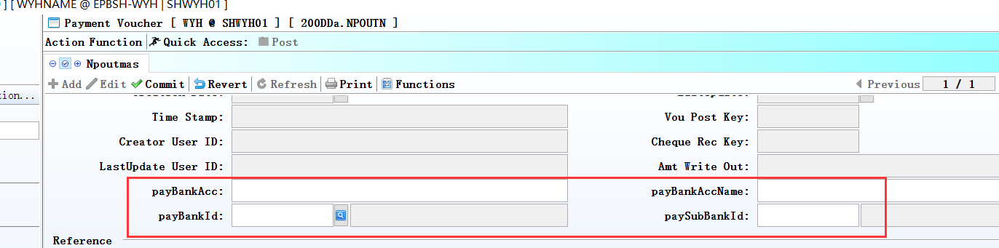 ] [ WYHNAME @ EPBSH-WYH | SHWYH01 ]
Payment Voucher [ WYH @ SHWYH01 ] [ 200DDa.NPOUTN ]
Action Function Quick Access: Post
Npoutmas
Add Edit Commit Revert Refresh Print Functions Previous 1 / 1
ion...
Time Stamp: Vou Post Key:
Creator User ID: Cheque Rec Key:
LastUpdate User ID: Amt Write Out:
payBankAcc: payBankAccName:
payBankId: paySubBankId:
Reference